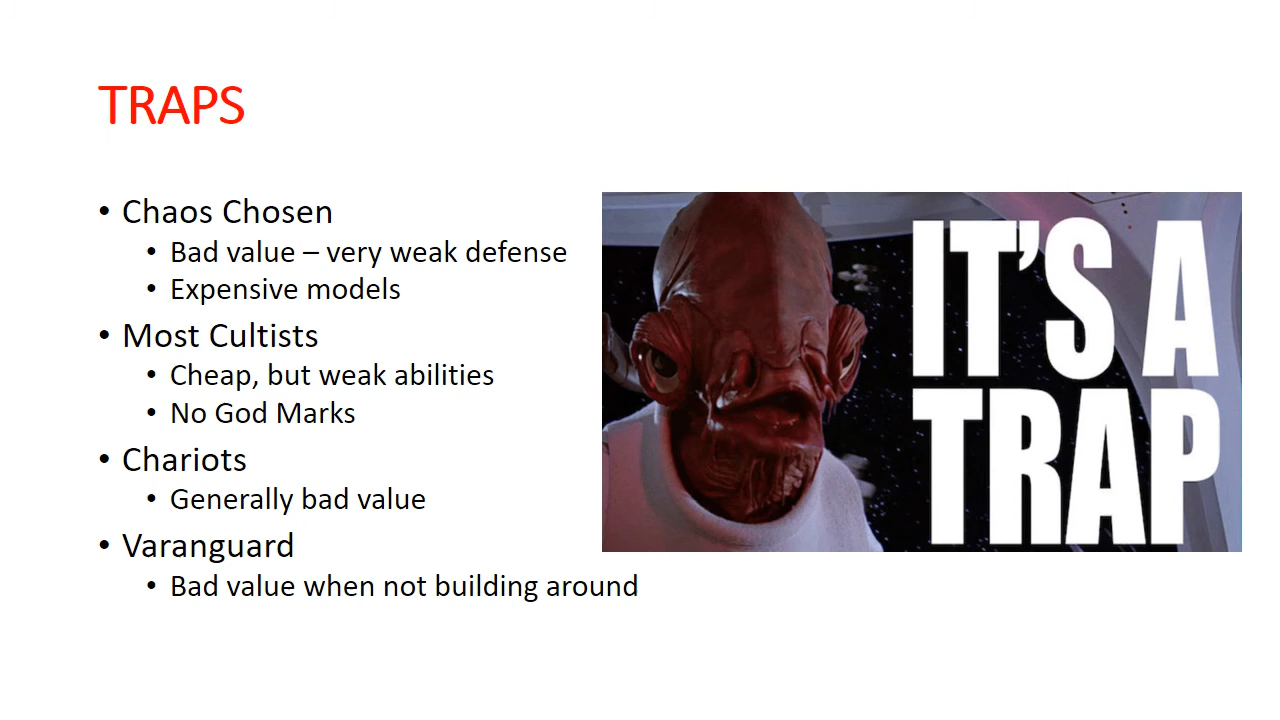 TRAPS
• Chaos Chosen
• Bad value – very weak defense
• Expensive models
• Most Cultists
• Cheap, but weak abilities
• No God Marks
• Chariots
• Generally bad value
• Varanguard
• Bad value when not building around
IT'S A
TRAP